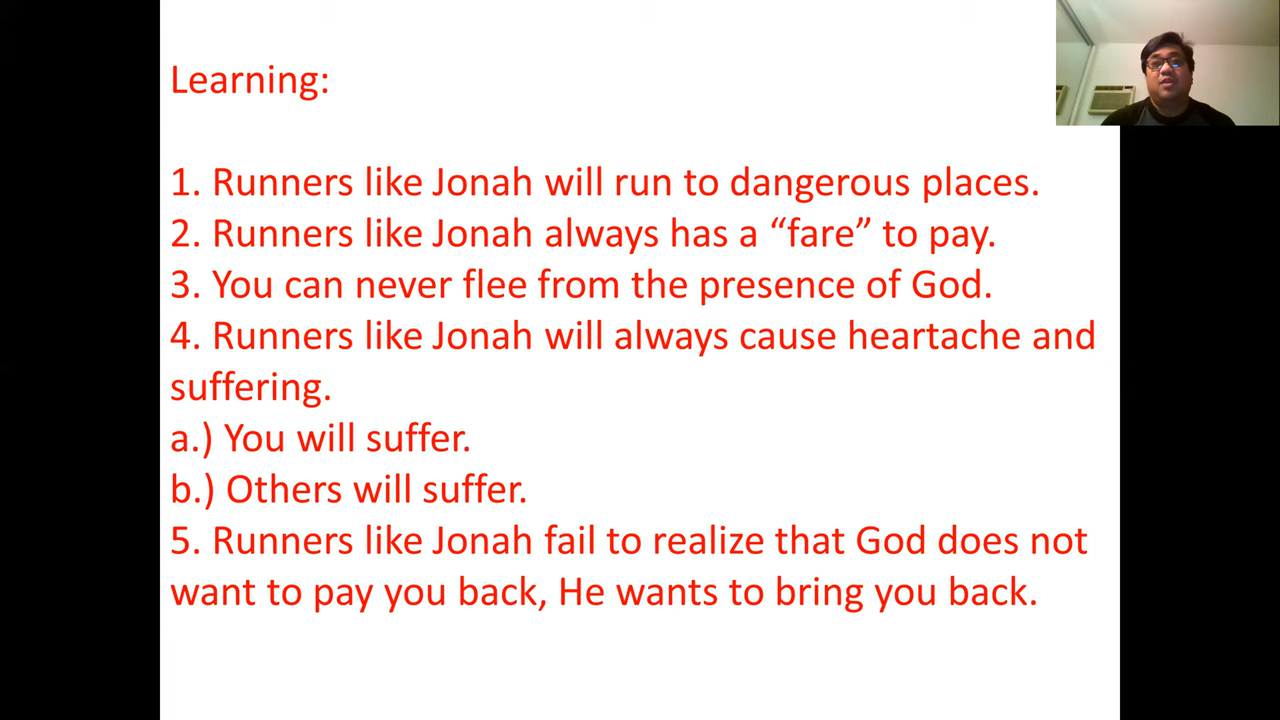 Learning:
1. Runners like Jonah will run to dangerous places.
2. Runners like Jonah always has a “fare” to pay.
3. You can never flee from the presence of God.
4. Runners like Jonah will always cause heartache and
suffering.
a.) You will suffer.
b.) Others will suffer.
5. Runners like Jonah fail to realize that God does not
want to pay you back, He wants to bring you back.